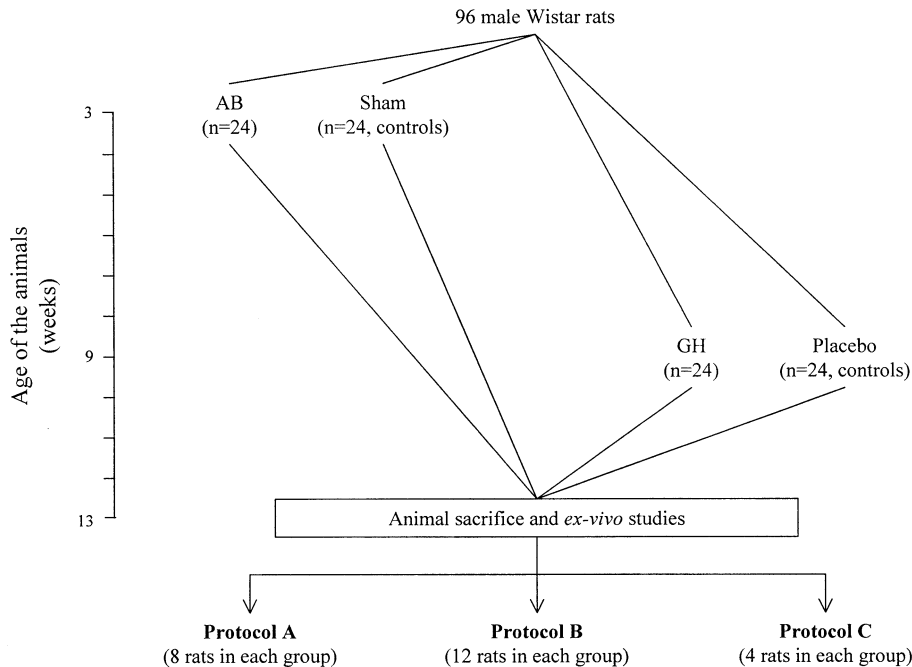 96 male Wistar rats
AB
(n=24)
Sham
(n=24, controls)
3
Age of the animals
(weeks)
GH
(n=24)
Placebo
(n=24, controls)
9
13
Animal sacrifice and ex-vivo studies
Protocol A
(8 rats in each group)
Protocol B
(12 rats in each group)
Protocol C
(4 rats in each group)